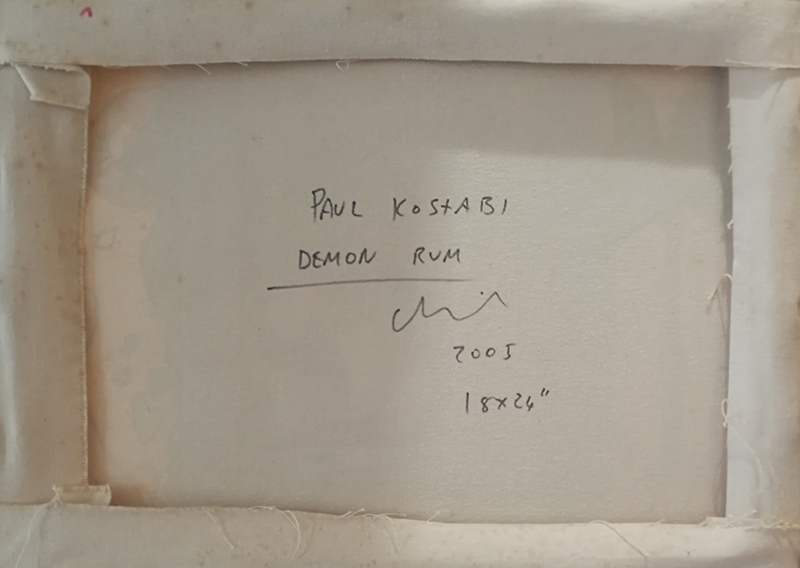 PAUL KOSTABI
DEMON RUM
2005
18x24"